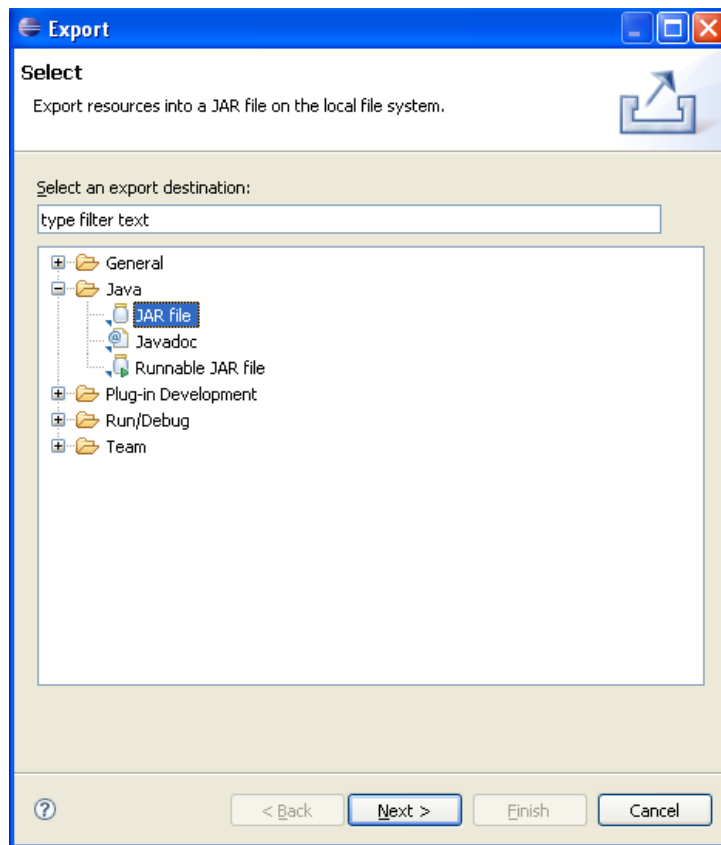 Export
Select
Export resources into a JAR file on the local file system.
Select an export destination:
type filter text
General
Java
JAR file
Javadoc
Runnable JAR file
Plug-in Development
Run/Debug
Team
< Back
Next >
Finish
Cancel